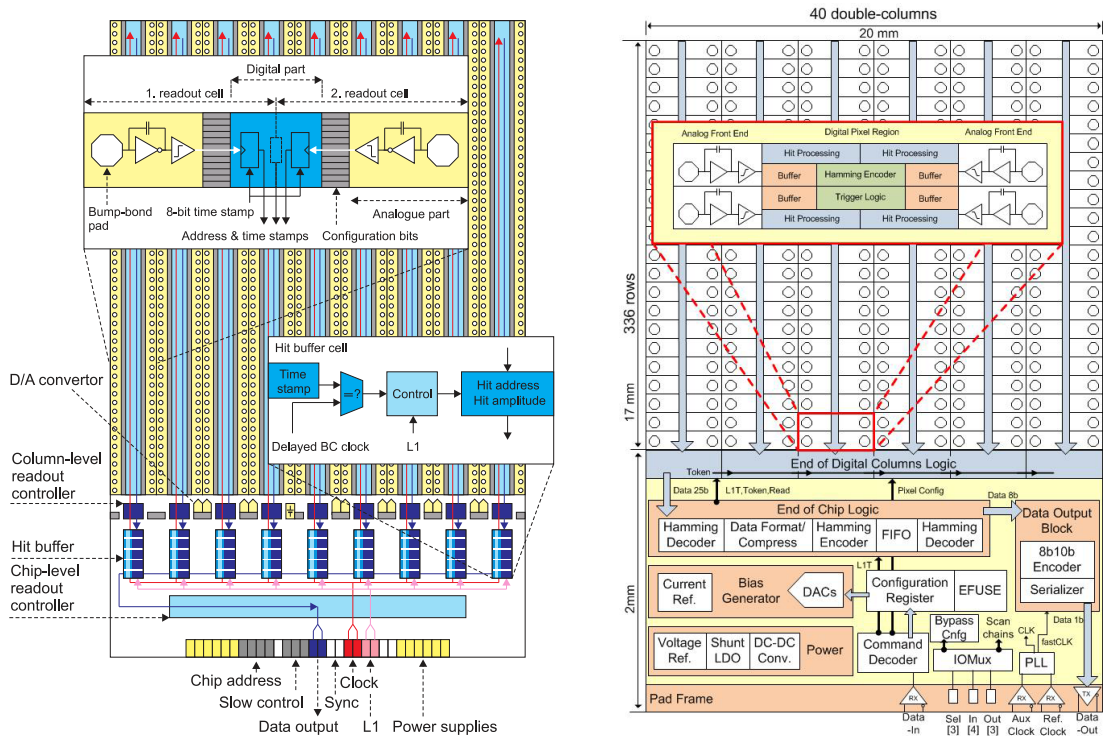 Digital part
1. readout cell
2. readout cell
Bump-bond
pad
8-bit time stamp
Analogue part
Address & time stamps
Configuration bits
Hit buffer cell
Time
stamp
=?
Control
Hit address
Hit amplitude
Delayed BC clock
L1
D/A convertor
Column-level
readout
controller
Hit buffer
Chip-level
readout
controller
Chip address
Slow control
Data output
Sync
Clock
L1
Power supplies
40 double-columns
20 mm
336 rows
17 mm
2mm
Analog Front End
Digital Pixel Region
Analog Front End
Hit Processing
Hit Processing
Buffer
Hamming Encoder
Buffer
Buffer
Trigger Logic
Buffer
Hit Processing
Hit Processing
End of Digital Columns Logic
Token
Data 25b
L1T,Token,Read
Pixel Config
Data 8b
End of Chip Logic
Hamming
Decoder
Data Format/
Compress
Hamming
Encoder
FIFO
Hamming
Decoder
Data Output
Block
8b10b
Encoder
Serializer
L1T
Current
Ref.
Bias
Generator
DACs
Configuration
Register
EFUSE
Voltage
Ref.
Shunt
LDO
DC-DC
Conv.
Power
Command
Decoder
Bypass
Cnfg
Scan
chains
IOMux
CLK
fastCLK
Data 1b
PLL
Pad Frame
RX
RX
RX
TX
Data
-In
Sel
[3]
In
[4]
Out
[3]
Aux
Clock
Ref.
Clock
Data
-Out